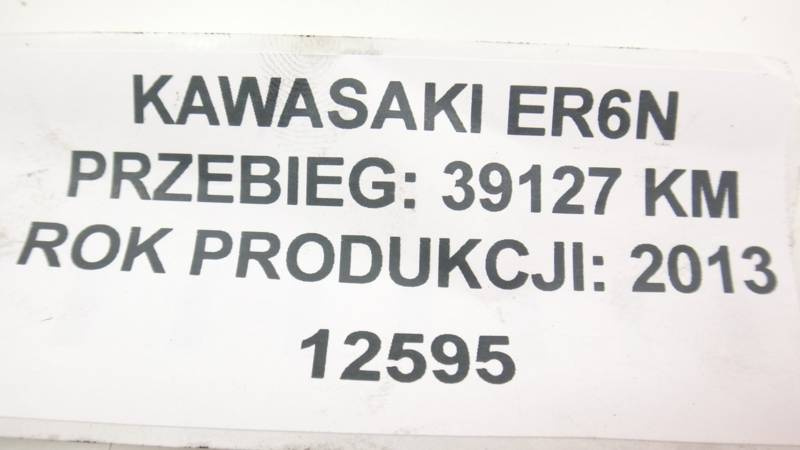 KAWASAKI ER6N
PRZEBIEG: 39127 KM
ROK PRODUKCJI: 2013
12595